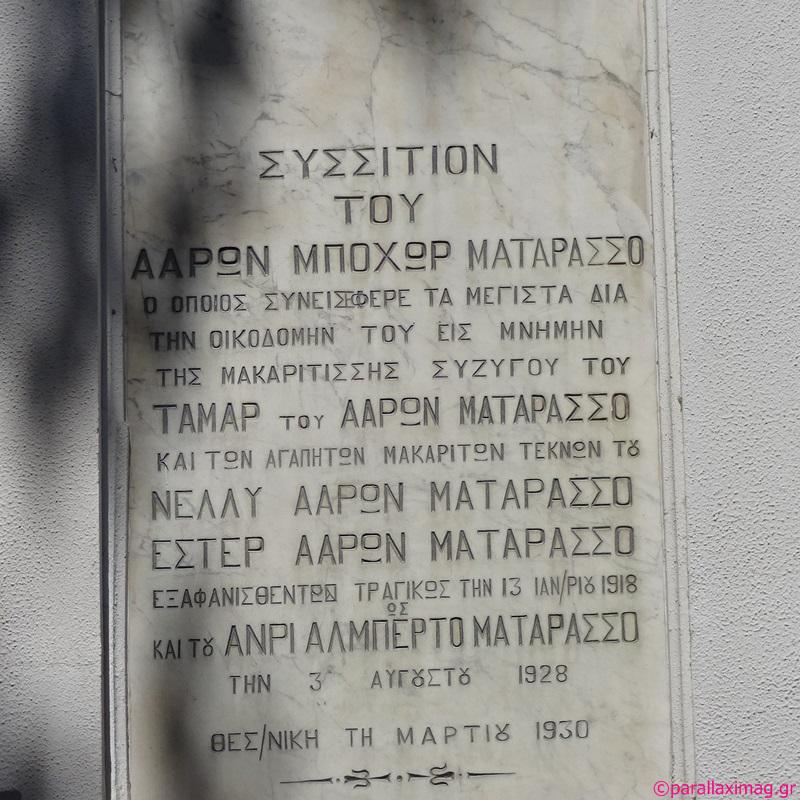 ΣΥΣΣΙΤΙΟΝ
ΤΟΥ
ΑΑΡΩΝ ΜΠΟΧΩΡ ΜΑΤΑΡΑΣΣΟ
Ο ΟΠΟΙΟΣ ΣΥΝΕΙΣΦΕΡΕ ΤΑ ΜΕΓΙΣΤΑ ΔΙΑ
ΤΗΝ ΟΙΚΟΔΟΜΗΝ ΤΟΥ ΕΙΣ ΜΝΗΜΗΝ
ΤΗΣ ΜΑΚΑΡΙΤΙΣΣΗΣ ΣΥΖΥΓΟΥ ΤΟΥ
ΤΑΜΑΡ ΤΟΥ ΑΑΡΩΝ ΜΑΤΑΡΑΣΣΟ
ΚΑΙ ΤΩΝ ΑΓΑΠΗΤΩΝ ΜΑΚΑΡΙΤΩΝ ΤΕΚΝΩΝ ΤȢ
ΝΕΛΛΥ ΑΑΡΩΝ ΜΑΤΑΡΑΣΣΟ
ΕΣΤΕΡ ΑΑΡΩΝ ΜΑΤΑΡΑΣΣΟ
ΕΞΑΦΑΝΙΣΘΕΝΤΩΝ ΤΡΑΓΙΚΩΣ ΤΗΝ 13 ΙΑΝ/ΡΙȢ 1918
ΚΑΙ ΤȢ ΑΝΡΙ ΑΛΜΠΕΡΤΟ ΜΑΤΑΡΑΣΣΟ
ΩΣ
ΤΗΝ 3 ΑΥΓȢΣΤȢ 1928
ΘΕΣ/ΝΙΚΗ ΤΗ ΜΑΡΤΙȢ 1930
©parallaximag.gr